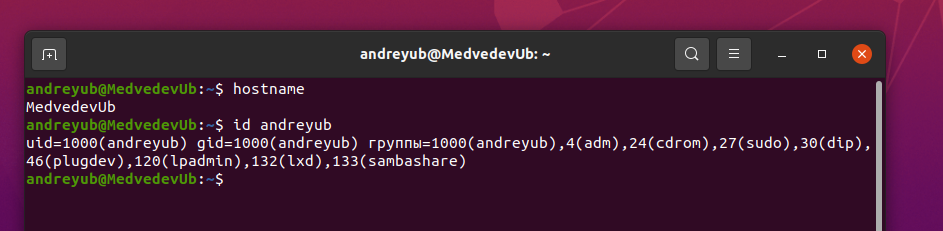 andreyub@MedvedevUb: ~
andreyub@MedvedevUb:~$ hostname
MedvedevUb
andreyub@MedvedevUb:~$ id andreyub
uid=1000(andreyub) gid=1000(andreyub) группы=1000(andreyub),4(adm),24(cdrom),27(sudo),30(dip),
46(plugdev),120(lpadmin),132(lxd),133(sambashare)
andreyub@MedvedevUb:~$